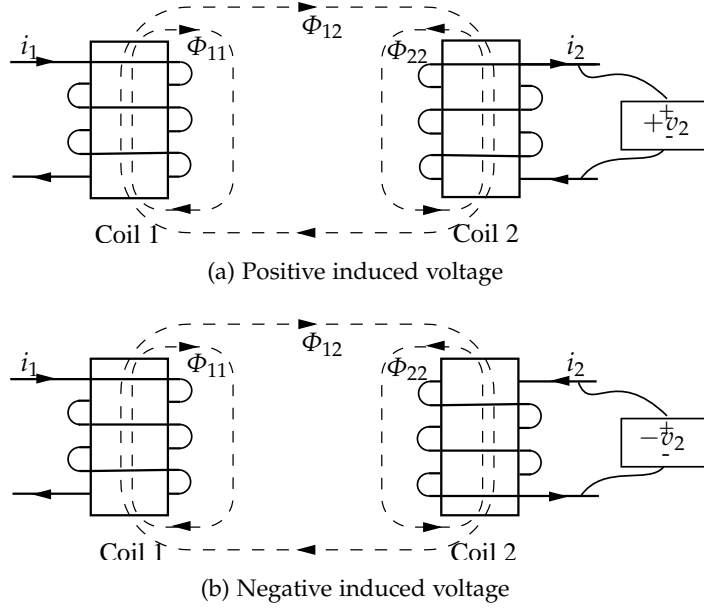 Φ12
i1
Φ11
Φ22
i2
+
+v2
-
Coil 1
Coil 2
(a) Positive induced voltage
i1
Φ12
Φ11
Φ22
i2
+
−v2
-
Coil 1
Coil 2
(b) Negative induced voltage